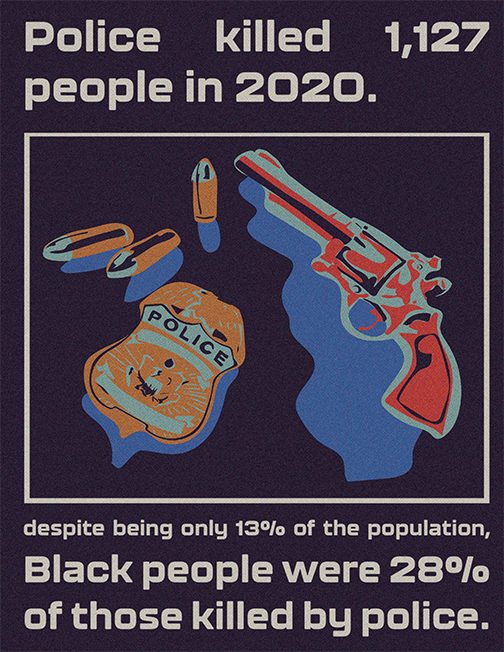 Police killed 1,127
people in 2020.
POLICE
despite being only 13% of the population,
Black people were 28%
of those killed by police.